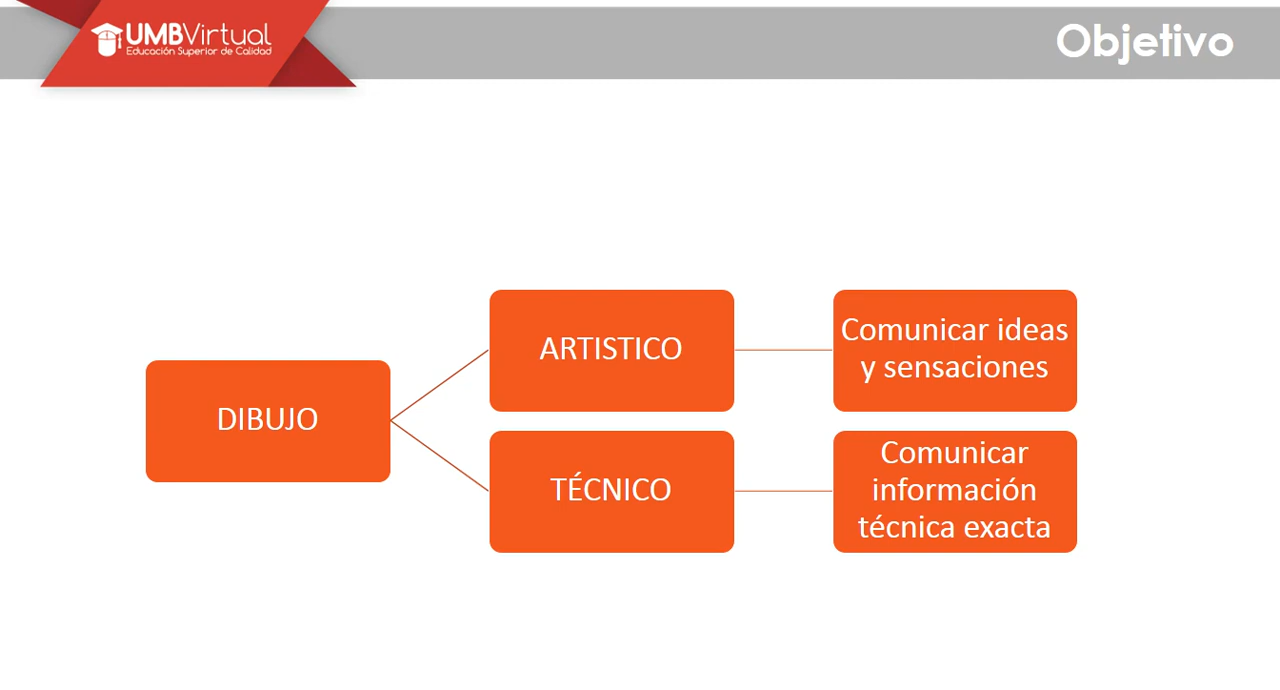 UMBVirtual
Educación Superior de Calidad
Objetivo
DIBUJO
ARTISTICO
Comunicar ideas
y sensaciones
TÉCNICO
Comunicar
información
técnica exacta